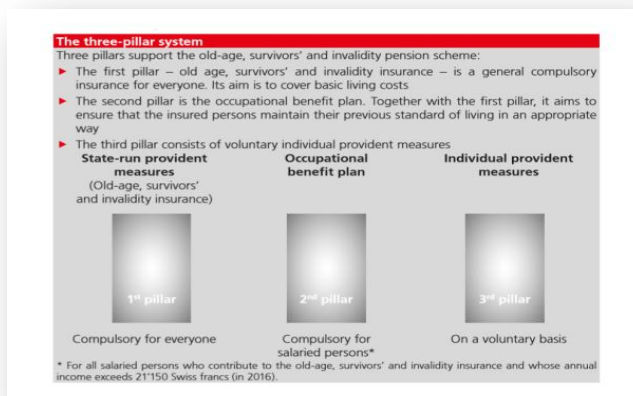 The three-pillar system
Three pillars support the old-age, survivors' and invalidity pension scheme:
► The first pillar – old age, survivors' and invalidity insurance – is a general compulsory
insurance for everyone. Its aim is to cover basic living costs
► The second pillar is the occupational benefit plan. Together with the first pillar, it aims to
ensure that the insured persons maintain their previous standard of living in an appropriate
way
► The third pillar consists of voluntary individual provident measures
State-run provident
measures
(Old-age, survivors'
and invalidity insurance)
Occupational
benefit plan
Individual provident
measures
1st pillar
2nd pillar
3rd pillar
Compulsory for everyone
Compulsory for
salaried persons*
On a voluntary basis
* For all salaried persons who contribute to the old-age, survivors' and invalidity insurance and whose annual
income exceeds 21'150 Swiss francs (in 2016).